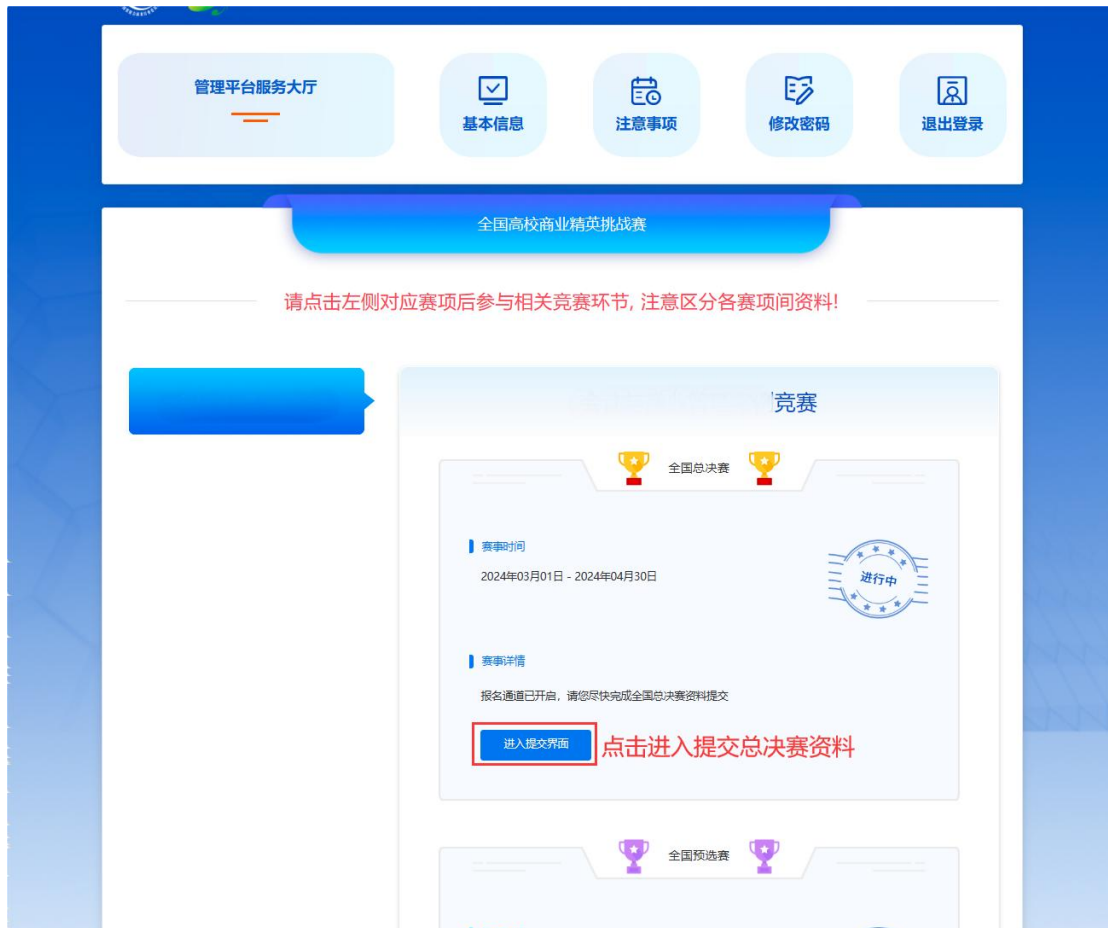 管理平台服务大厅
基本信息
注意事项
修改密码
退出登录
全国高校商业精英挑战赛
请点击左侧对应赛项后参与相关竞赛环节, 注意区分各赛项间资料!
竞赛
全国总决赛
赛事时间
2024年03月01日 - 2024年04月30日
进行中
赛事详情
报名通道已开启，请您尽快完成全国总决赛资料提交
进入提交界面
点击进入提交总决赛资料
全国预选赛